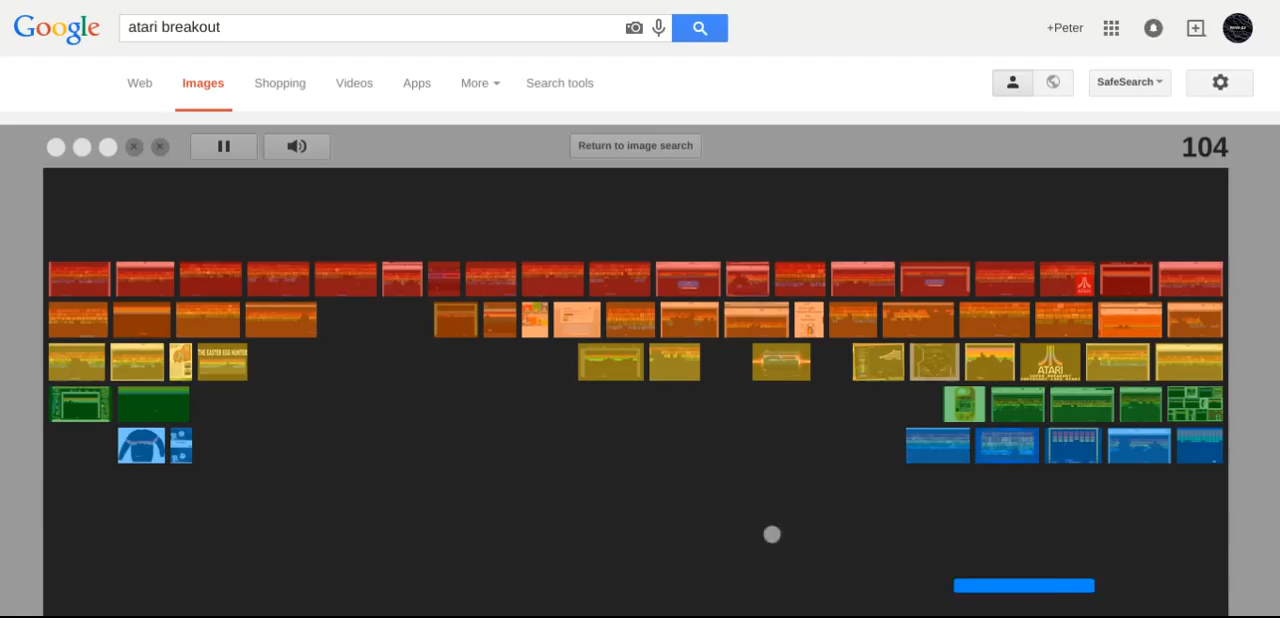 Google atari breakout +Peter
Web Images Shopping Videos Apps More Search tools SafeSearch
Return to image search 104
THE EASTER EGG HUNTER
ATARI